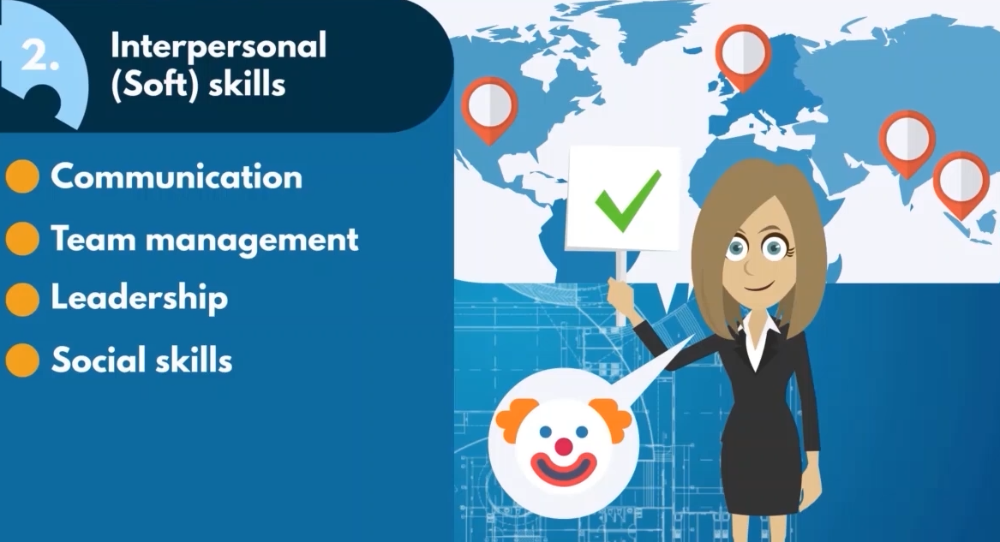 2.
Interpersonal
(Soft) skills
Communication
Team management
Leadership
Social skills